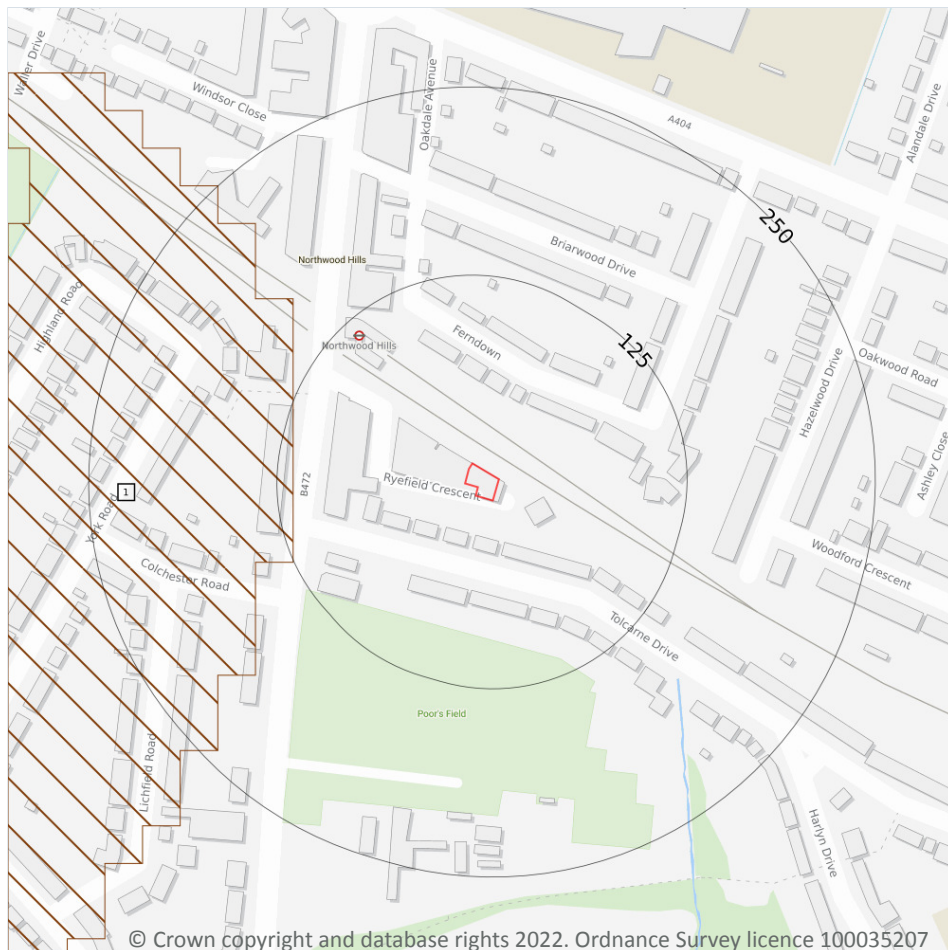 Waller Drive
Windsor Close
Oakdale Avenue
A404
Alandale Drive
250
Briarwood Drive
Northwood Hills
Highland Road
Northwood Hills
Ferndown
125
Oakwood Road
Hazelwood Drive
Ashley Close
B472
Ryefield Crescent
1
York Road
Woodford Crescent
Colchester Road
Tolcarne Drive
Poor's Field
Lichfield Road
Harlyn Drive
© Crown copyright and database rights 2022. Ordnance Survey licence 100035207